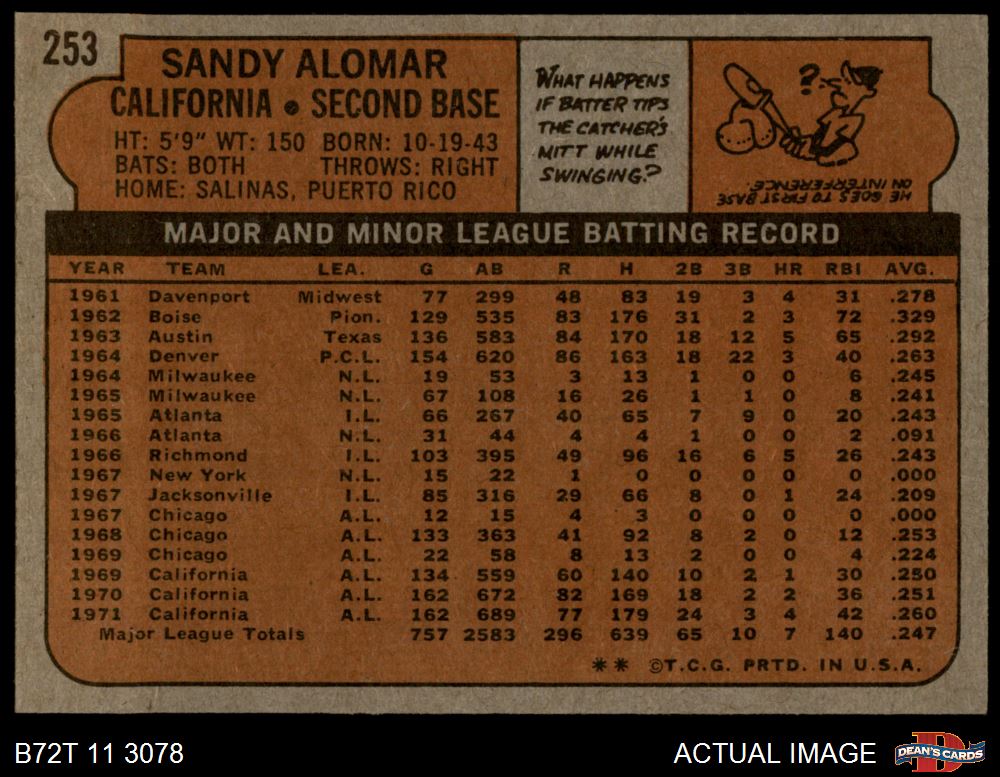 253
SANDY ALOMAR
CALIFORNIA • SECOND BASE
HT: 5'9" WT: 150 BORN: 10-19-43
BATS: BOTH THROWS: RIGHT
HOME: SALINAS, PUERTO RICO
WHAT HAPPENS
IF BATTER TIPS
THE CATCHER'S
MITT WHILE
SWINGING?
?
HE GOES TO FIRST BASE
ON INTERFERENCE.
MAJOR AND MINOR LEAGUE BATTING RECORD
YEAR TEAM LEA. G AB R H 2B 3B HR RBI AVG.
1961 Davenport Midwest 77 299 48 83 19 3 4 31 .278
1962 Boise Pion. 129 535 83 176 31 2 3 72 .329
1963 Austin Texas 136 583 84 170 18 12 5 65 .292
1964 Denver P.C.L. 154 620 86 163 18 22 3 40 .263
1964 Milwaukee N.L. 19 53 3 13 1 0 0 6 .245
1965 Milwaukee N.L. 67 108 16 26 1 1 0 8 .241
1965 Atlanta I.L. 66 267 40 65 7 9 0 20 .243
1966 Atlanta N.L. 31 44 4 4 1 0 0 2 .091
1966 Richmond I.L. 103 395 49 96 16 6 5 26 .243
1967 New York N.L. 15 22 1 0 0 0 0 0 .000
1967 Jacksonville I.L. 85 316 29 66 8 0 1 24 .209
1967 Chicago A.L. 12 15 4 3 0 0 0 0 .000
1968 Chicago A.L. 133 363 41 92 8 2 0 12 .253
1969 Chicago A.L. 22 58 8 13 2 0 0 4 .224
1969 California A.L. 134 559 60 140 10 2 1 30 .250
1970 California A.L. 162 672 82 169 18 2 2 36 .251
1971 California A.L. 162 689 77 179 24 3 4 42 .260
Major League Totals 757 2583 296 639 65 10 7 140 .247
** ©T.C.G. PRTD. IN U.S.A.
B72T 11 3078
ACTUAL IMAGE
D
DEAN'S CARDS